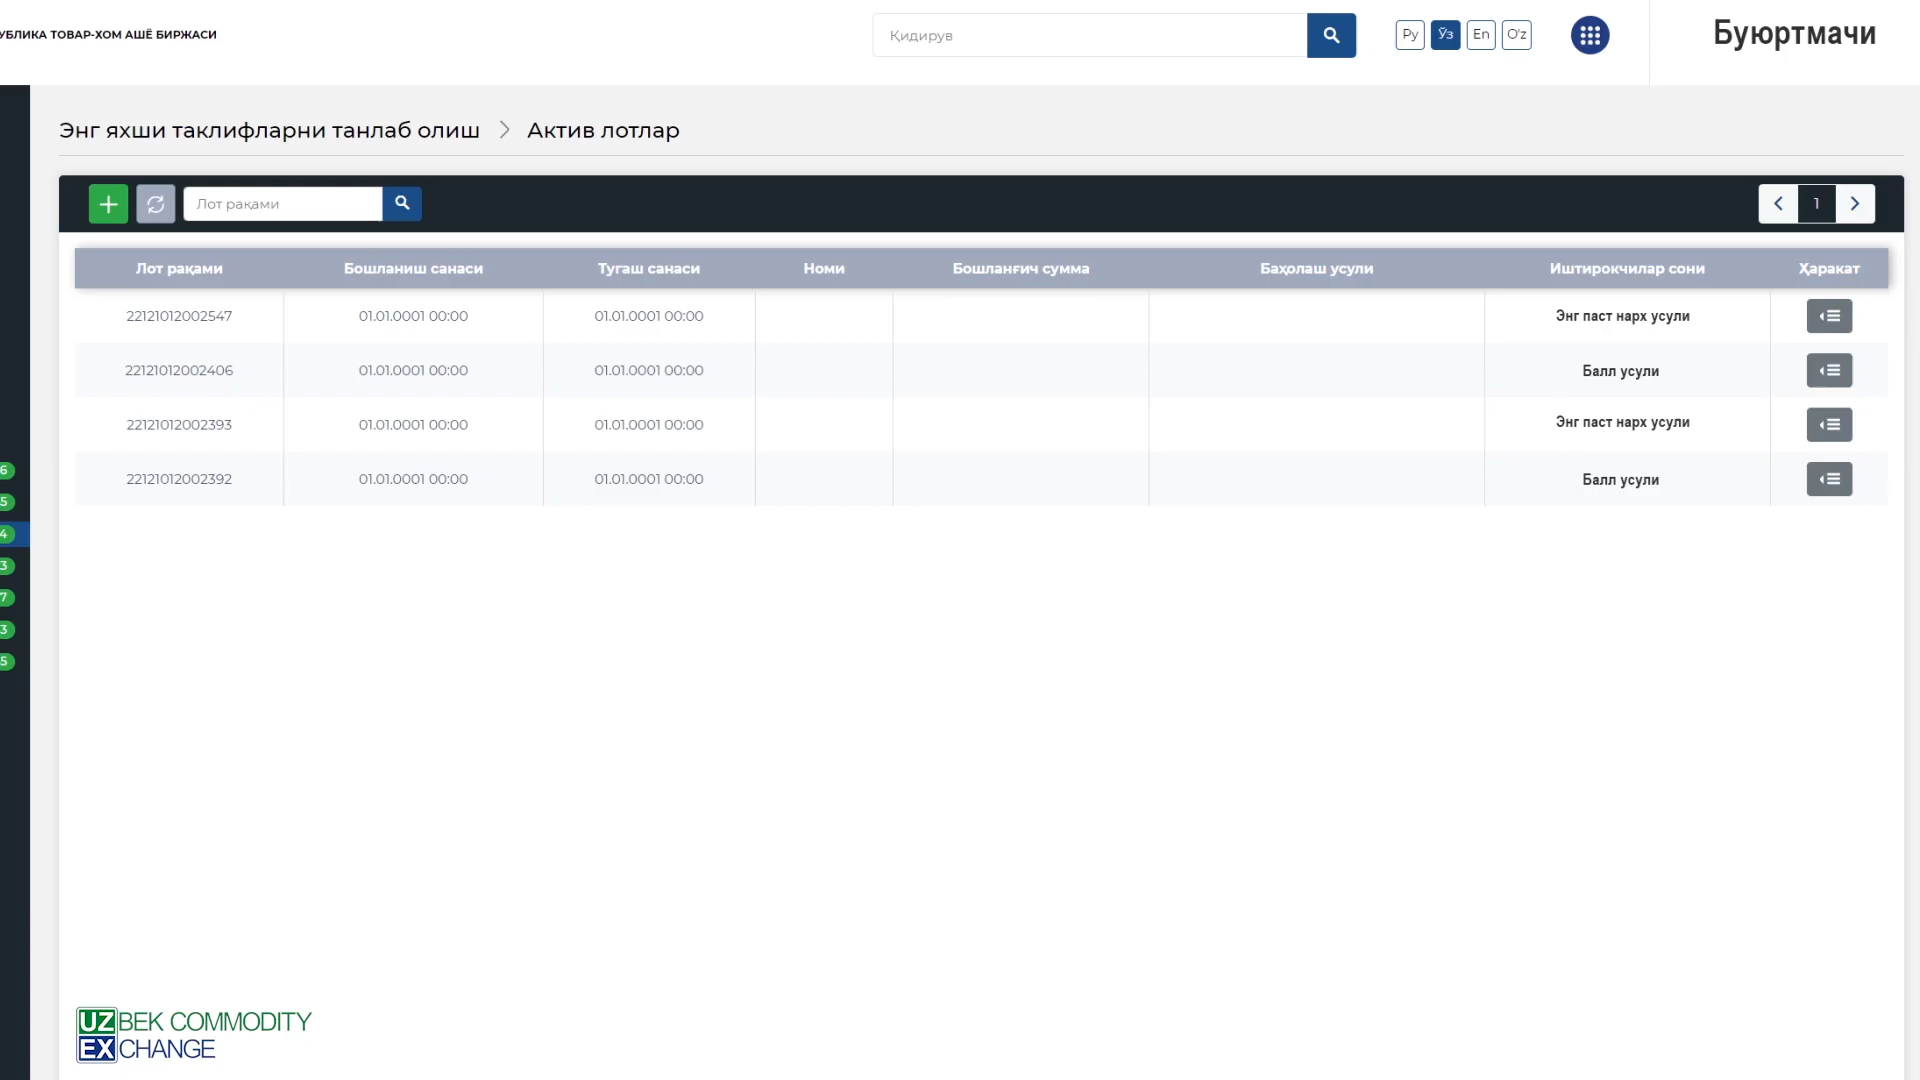 УБЛИКА ТОВАР-ХОМ АШЁ БИРЖАСИ
Қидирув
Ру Ўз En O'z
Буюртмачи
Энг яхши таклифларни танлаб олиш > Актив лотлар
Лот рақами
1
Лот рақами Бошланиш санаси Тугаш санаси Номи Бошланғич сумма Баҳолаш усули Иштирокчилар сони Ҳаракат
22121012002547 01.01.0001 00:00 01.01.0001 00:00 Энг паст нарх усули
22121012002406 01.01.0001 00:00 01.01.0001 00:00 Балл усули
22121012002393 01.01.0001 00:00 01.01.0001 00:00 Энг паст нарх усули
22121012002392 01.01.0001 00:00 01.01.0001 00:00 Балл усули
6
5
4
3
7
3
5
UZBEK COMMODITY
EXCHANGE